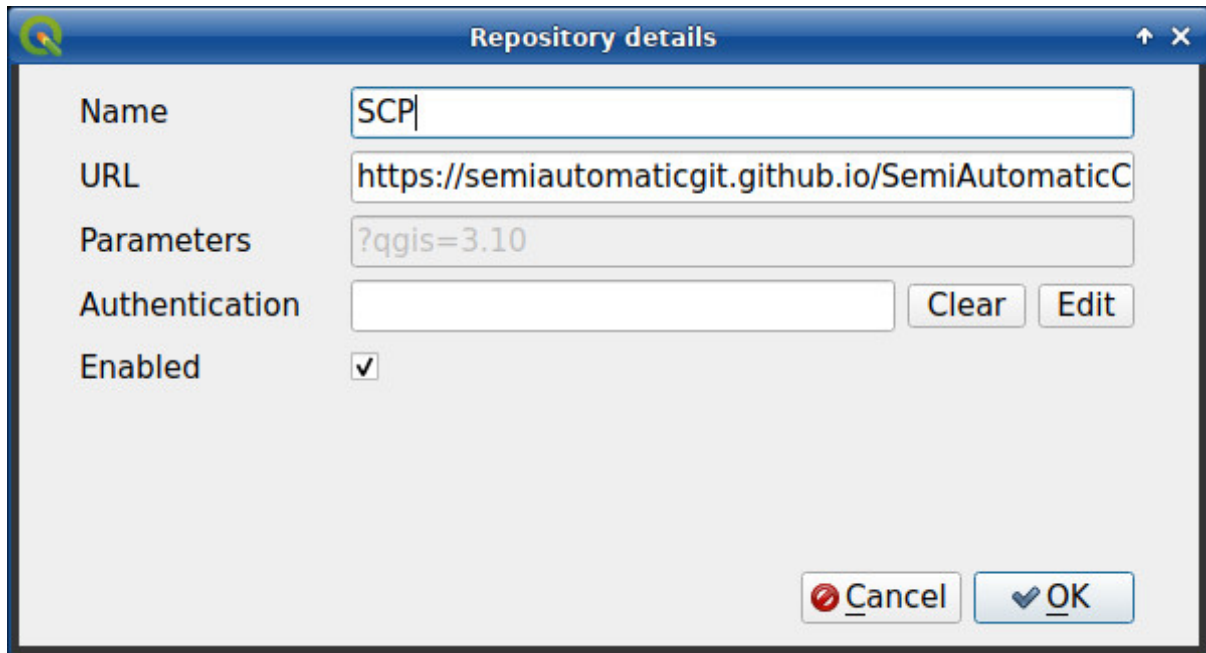 Repository details
Name SCP
URL https://semiautomaticgit.github.io/SemiAutomaticC
Parameters ?qgis=3.10
Authentication Clear Edit
Enabled
Cancel OK